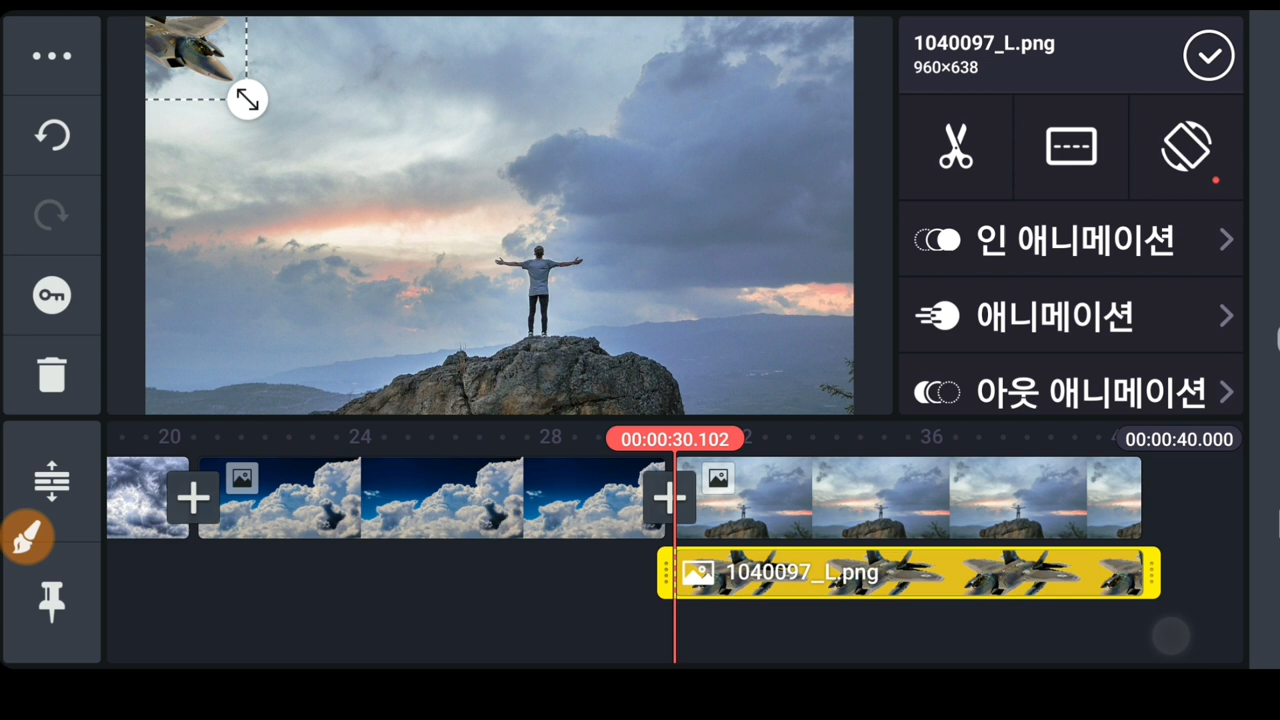 1040097_L.png
960×638
인 애니메이션
애니메이션
아웃 애니메이션
20
24
28
00:00:30.102
2
36
00:00:40.000
1040097_L.png